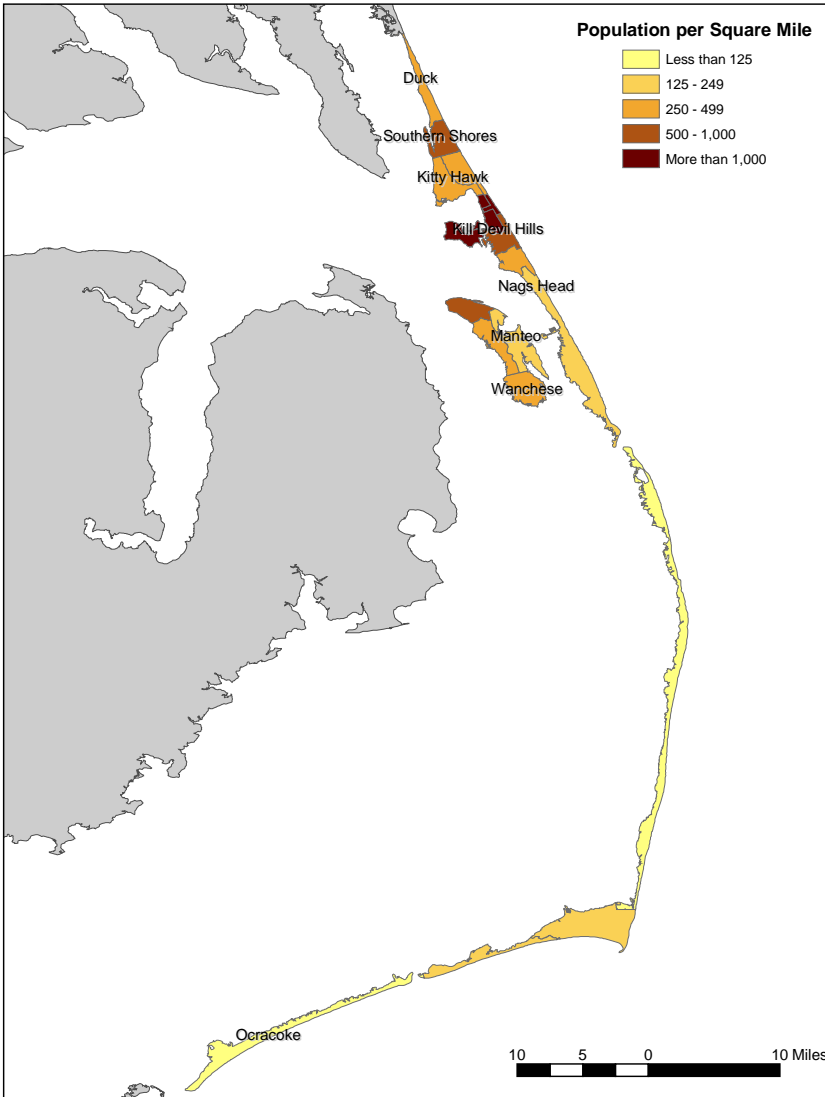 Population per Square Mile
Less than 125
125 - 249
250 - 499
500 - 1,000
More than 1,000
Duck
Southern Shores
Kitty Hawk
Kill Devil Hills
Nags Head
Manteo
Wanchese
Ocracoke
10 5 0 10 Miles